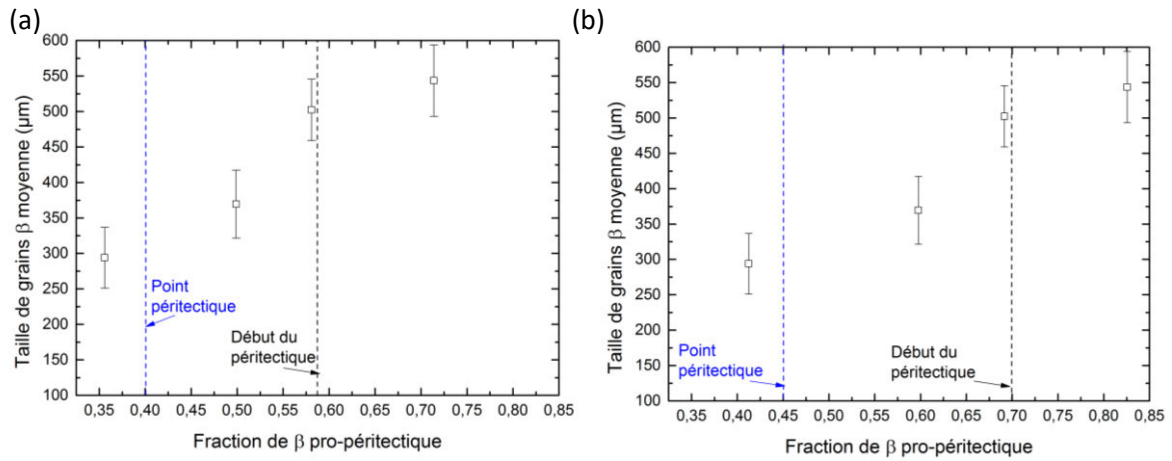 (a)
Taille de grains β moyenne (µm)
600
550
500
450
400
350
300
250
200
150
100
Point
péritectique
Début du
péritectique
0,35 0,40 0,45 0,50 0,55 0,60 0,65 0,70 0,75 0,80 0,85
Fraction de β pro-péritectique
(b)
Taille de grains β moyenne (µm)
600
550
500
450
400
350
300
250
200
150
100
Point
péritectique
Début du
péritectique
0,35 0,40 0,45 0,50 0,55 0,60 0,65 0,70 0,75 0,80 0,85
Fraction de β pro-péritectique